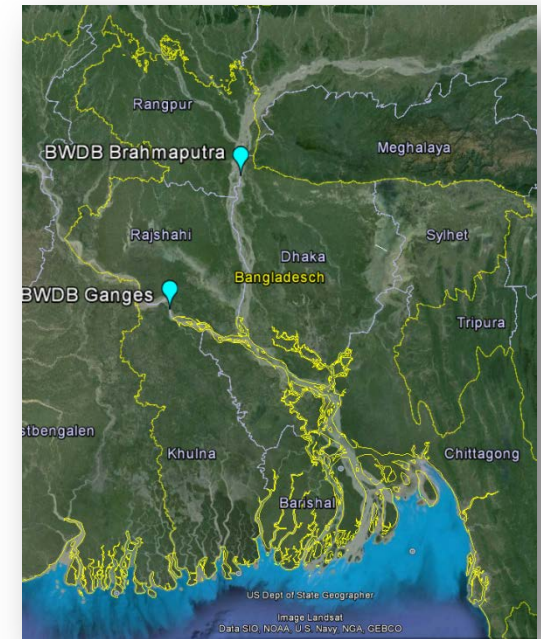 Rangpur
BWDB Brahmaputra
Meghalaya
Rajshahi
Sylhet
Dhaka
Bangladesch
BWDB Ganges
Tripura
stbengalen
Khulna
Chittagong
Barishal
US Dept of State Geographer
Image Landsat
Data SIO, NOAA, U.S. Navy, NGA, GEBCO